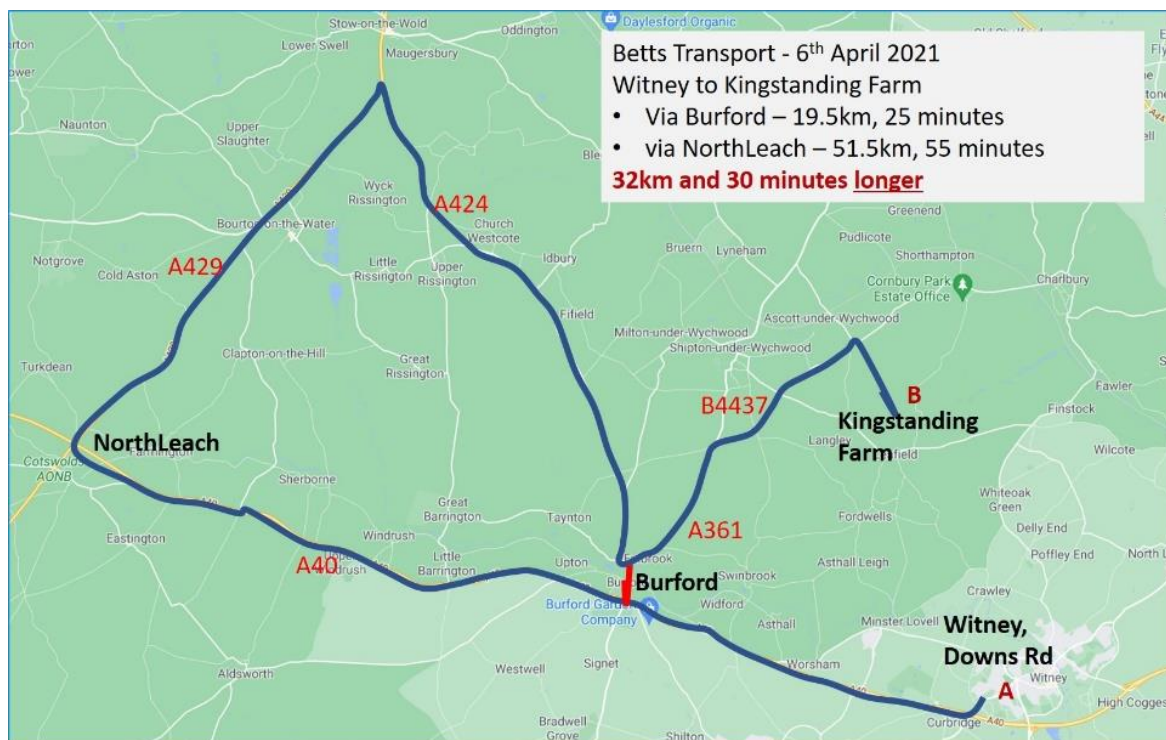 Stow-on-the-Wold
Oddington
Daylesford Organic
Lower Swell
Maugersbury
Betts Transport - 6th April 2021
Witney to Kingstanding Farm
• Via Burford – 19.5km, 25 minutes
• via NorthLeach – 51.5km, 55 minutes
32km and 30 minutes longer
Naunton
Upper
Slaughter
Wyck
Rissington
A424
Church
Westcote
Greenend
Pudlicote
Bourton-on-the-Water
Bruern
Lyneham
Shorthampton
Notgrove
Cold Aston
A429
Little
Rissington
Upper
Rissington
Idbury
Cornbury Park
Estate Office
Charlbury
Fifield
Milton-under-Wychwood
Ascott-under-Wychwood
Shipton-under-Wychwood
Turkdean
Clapton-on-the-Hill
Great
Rissington
B4437
B
Kingstanding
Farm
Fawler
Finstock
NorthLeach
Farmington
Cotswolds
AONB
Langley
Wilcote
Sherborne
Whiteoak
Green
Great
Barrington
Taynton
A361
Fordwells
Delly End
Eastington
Windrush
Poffley End
North L
A40
Little
Barrington
Upton
Burford
Swinbrook
Asthall Leigh
Crawley
Burford Garden
Company
Widford
Asthall
Minster Lovell
Witney,
Downs Rd
Aldsworth
Westwell
Signet
Worsham
Witney
A
High Cogges
Curbridge
A40
Bradwell
Grove
Shilton